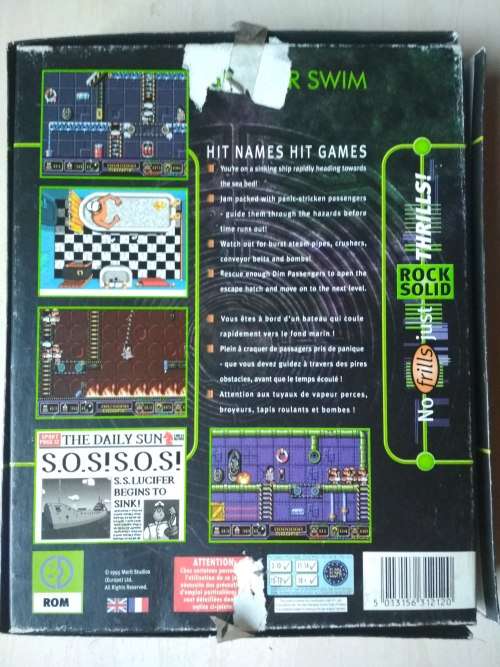 R SWIM
HIT NAMES HIT GAMES
You're on a sinking ship rapidly heading towards
the sea bed!
Jam packed with panic-stricken passengers
- guide them through the hazards before
time runs out!
Watch out for burst steam pipes, crushers,
conveyor belts and bombs!
Rescue enough Dim Passengers to open the
escape hatch and move on to the next level.
Vous êtes à bord d'un bateau qui coule
rapidement vers le fond marin !
Plein à craquer de passagers pris de panique
- que vous devez guidez à travers des pires
obstacles, avant que le temps écoulé !
Attention aux tuyaux de vapeur perces,
broyeurs, tapis roulants et bombes !
No frills just THRILLS!
ROCK
SOLID
THE DAILY SUN
S.O.S! S.O.S!
S.S. LUCIFER
BEGINS TO
SINK!
ROM
© 1995 Merit Studios
(Europe) Ltd.
All Rights Reserved.
ATTENTION
5 013156 312120